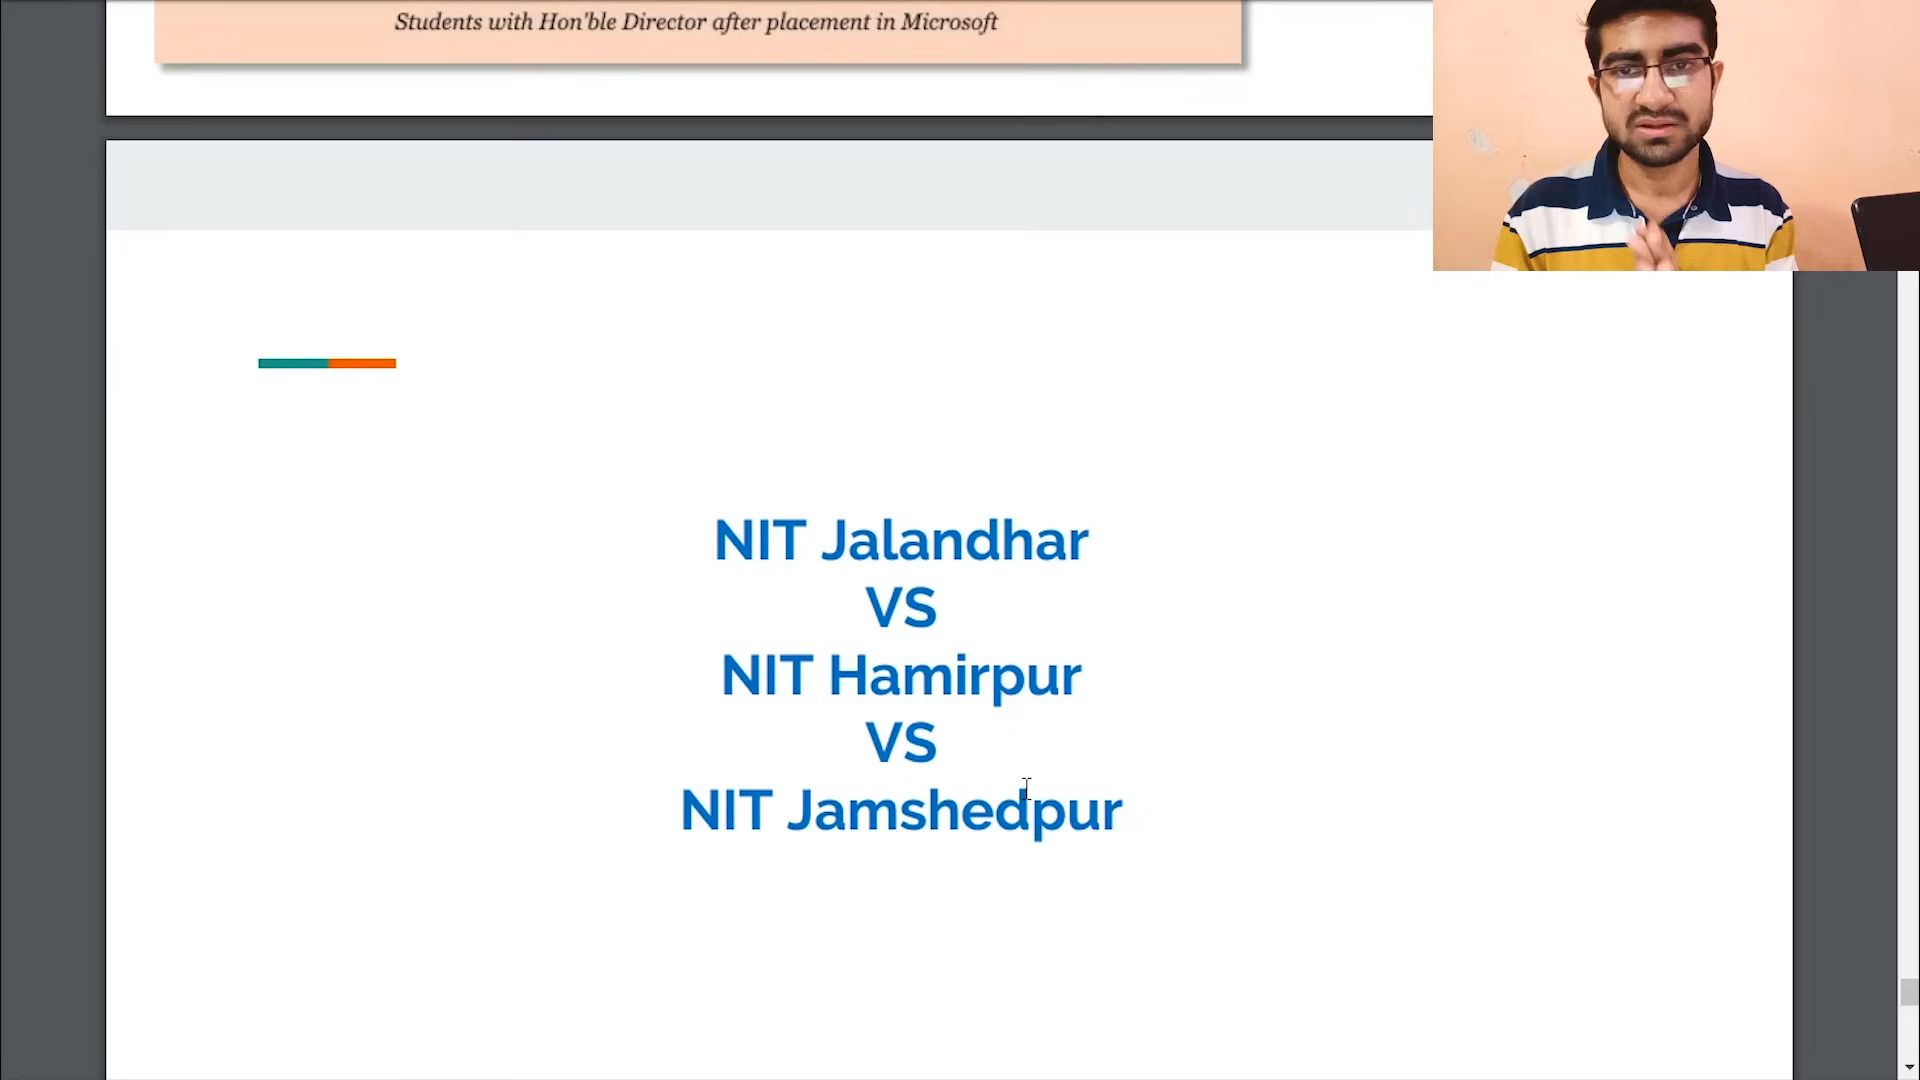 Students with Hon'ble Director after placement in Microsoft
NIT Jalandhar
VS
NIT Hamirpur
VS
NIT Jamshedpur